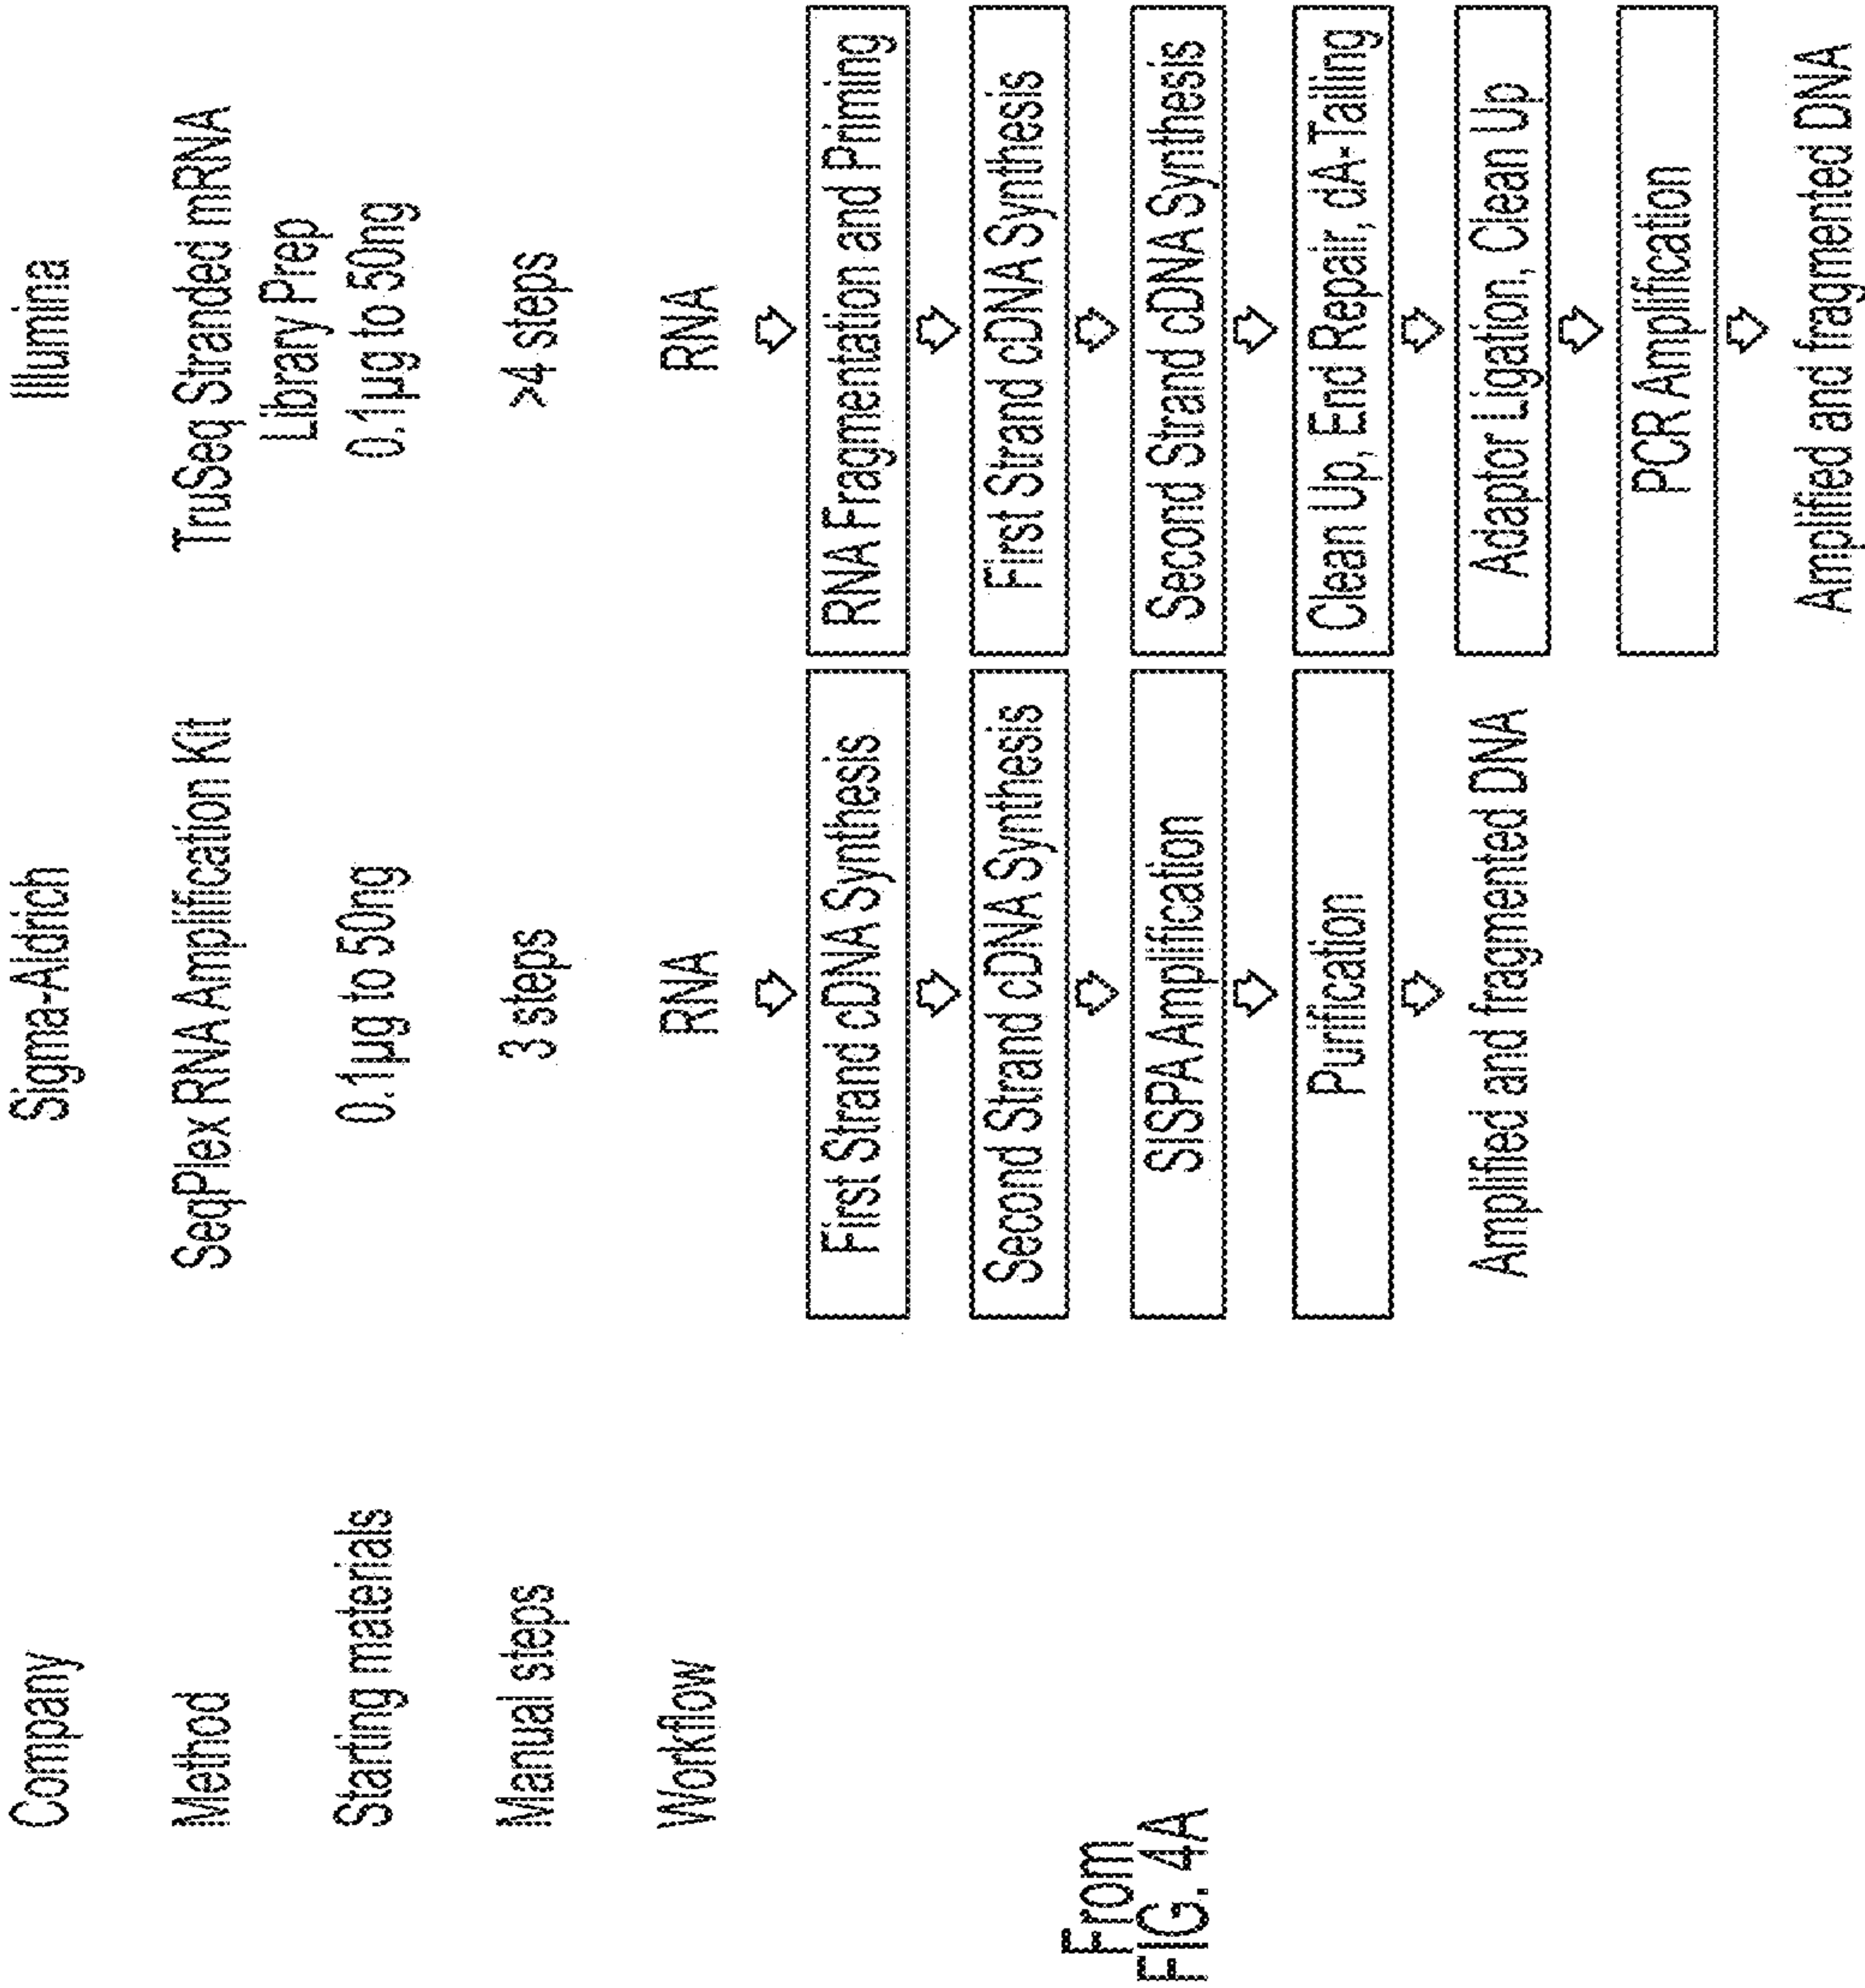 Company
Sigma-Aldrich
Illumina
Method
SeqPlex RNA Amplification Kit
TruSeq Stranded mRNA
Library Prep
Starting materials
0.1µg to 50ng
0.1µg to 50ng
Manual steps
3 steps
>4 steps
Workflow
RNA
First Strand cDNA Synthesis
Second Strand cDNA Synthesis
SISPA Amplification
Purification
Amplified and fragmented DNA
RNA
RNA Fragmentation and Priming
First Strand cDNA Synthesis
Second Strand cDNA Synthesis
Clean Up, End Repair, dA-Tailing
Adaptor Ligation, Clean Up
PCR Amplification
Amplified and fragmented DNA
From
FIG. 4A